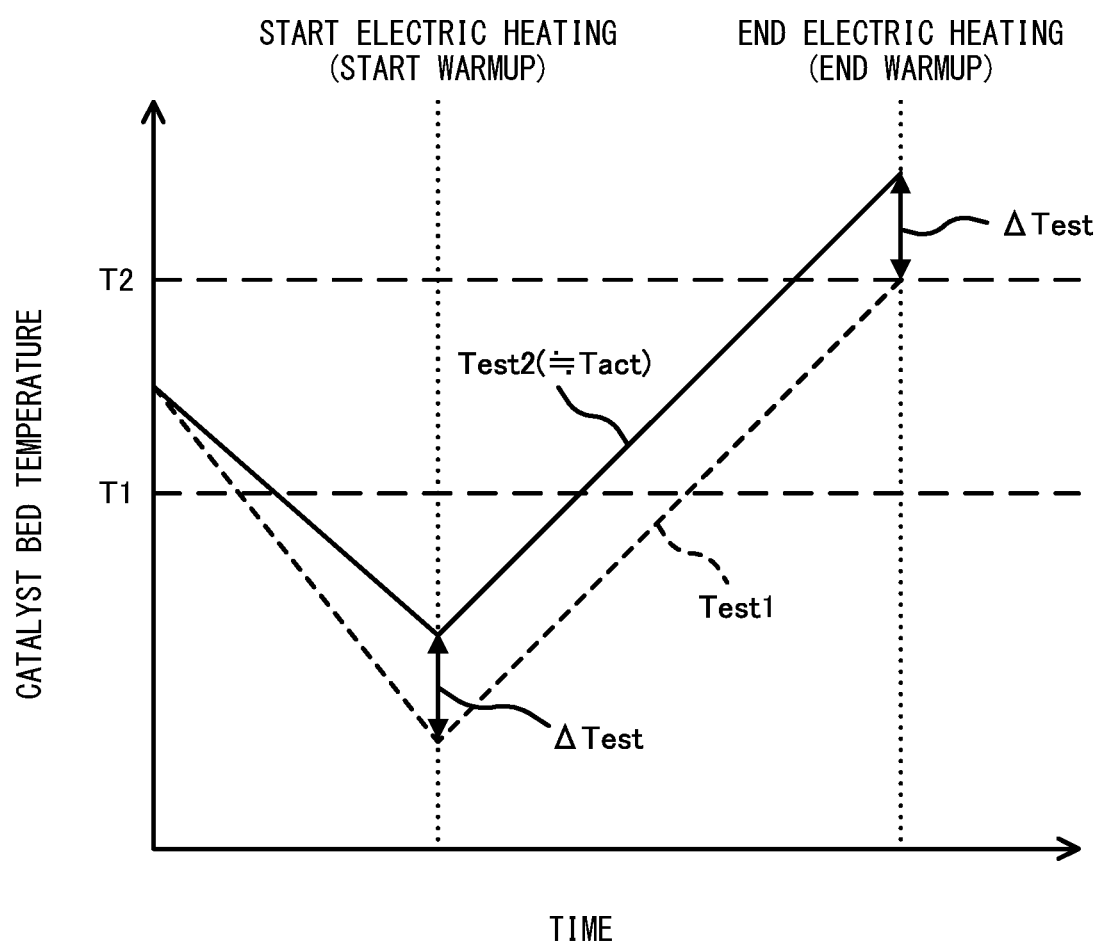 START ELECTRIC HEATING
(START WARMUP)
END ELECTRIC HEATING
(END WARMUP)
ΔTest
T2
Test2(≒Tact)
T1
Test1
ΔTest
CATALYST BED TEMPERATURE
TIME